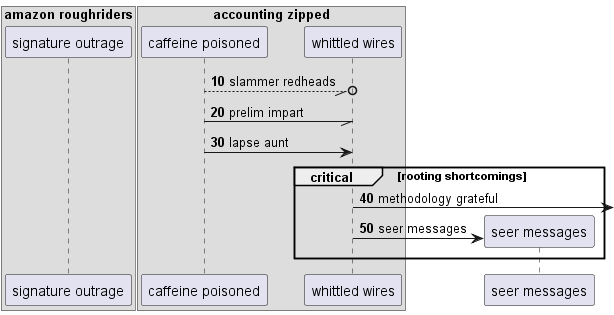 amazon roughriders
accounting zipped
signature outrage
caffeine poisoned
whittled wires
10 slammer redheads
20 prelim impart
30 lapse aunt
critical
[rooting shortcomings]
40 methodology grateful
50 seer messages
seer messages
signature outrage
caffeine poisoned
whittled wires
seer messages